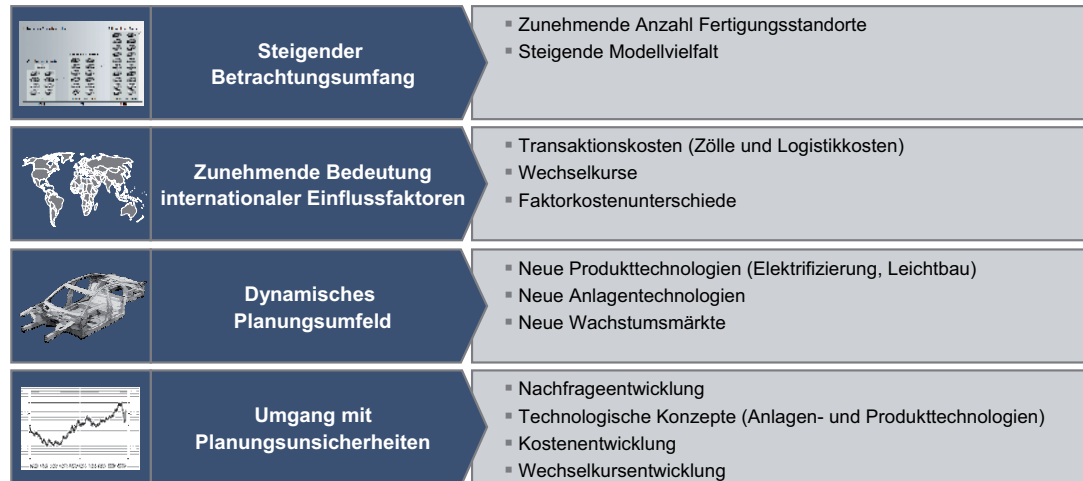 Steigender
Betrachtungsumfang
Zunehmende Anzahl Fertigungsstandorte
Steigende Modellvielfalt
Zunehmende Bedeutung
internationaler Einflussfaktoren
Transaktionskosten (Zölle und Logistikkosten)
Wechselkurse
Faktorkostenunterschiede
Dynamisches
Planungsumfeld
Neue Produkttechnologien (Elektrifizierung, Leichtbau)
Neue Anlagentechnologien
Neue Wachstumsmärkte
Umgang mit
Planungsunsicherheiten
Nachfrageentwicklung
Technologische Konzepte (Anlagen- und Produkttechnologien)
Kostenentwicklung
Wechselkursentwicklung